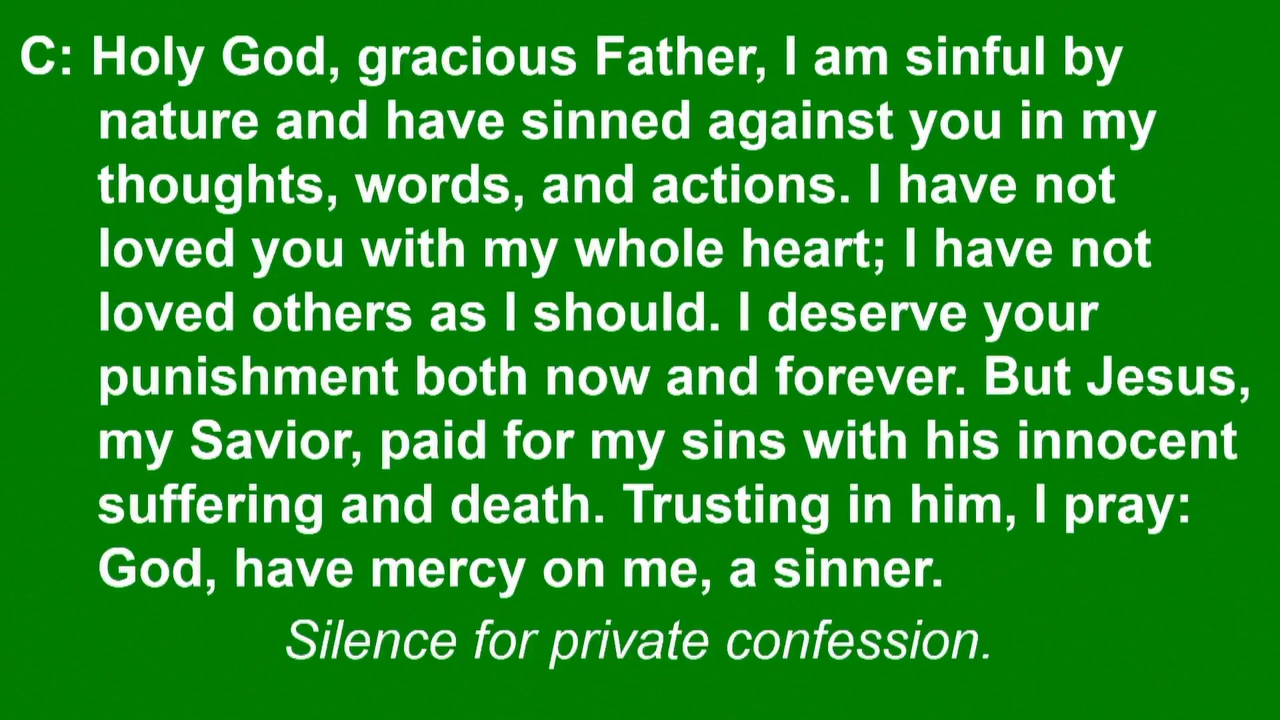 C: Holy God, gracious Father, I am sinful by
nature and have sinned against you in my
thoughts, words, and actions. I have not
loved you with my whole heart; I have not
loved others as I should. I deserve your
punishment both now and forever. But Jesus,
my Savior, paid for my sins with his innocent
suffering and death. Trusting in him, I pray:
God, have mercy on me, a sinner.
Silence for private confession.